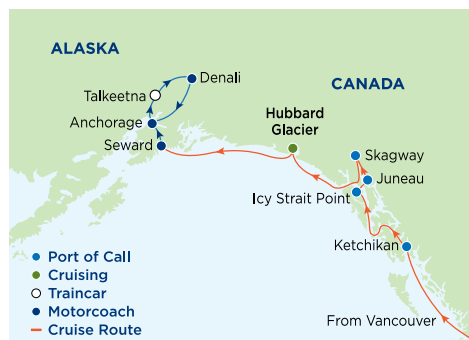 ALASKA
Denali
CANADA
Talkeetna
Hubbard
Glacier
Anchorage
Seward
Skagway
Juneau
Icy Strait Point
Ketchikan
Port of Call
Cruising
Traincar
Motorcoach
Cruise Route
From Vancouver